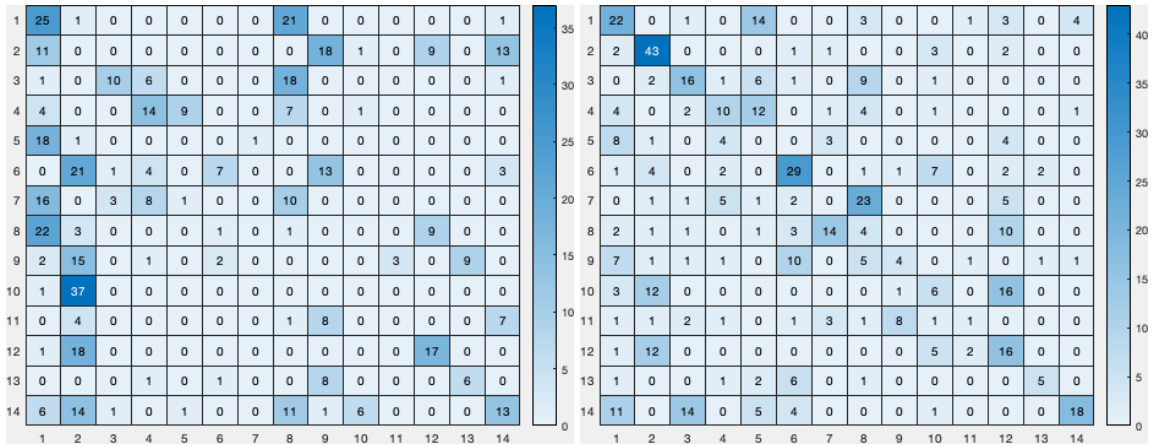 1 25 1 0 0 0 0 0 21 0 0 0 0 0 1
2 11 0 0 0 0 0 0 0 18 1 0 9 0 13
3 1 0 10 6 0 0 0 18 0 0 0 0 0 1
4 4 0 0 14 9 0 0 7 0 1 0 0 0 0
5 18 1 0 0 0 0 1 0 0 0 0 0 0 0
6 0 21 1 4 0 7 0 0 13 0 0 0 0 3
7 16 0 3 8 1 0 0 10 0 0 0 0 0 0
8 22 3 0 0 0 1 0 1 0 0 0 9 0 0
9 2 15 0 1 0 2 0 0 0 0 3 0 9 0
10 1 37 0 0 0 0 0 0 0 0 0 0 0 0
11 0 4 0 0 0 0 0 1 8 0 0 0 0 7
12 1 18 0 0 0 0 0 0 0 0 0 17 0 0
13 0 0 0 1 0 1 0 0 8 0 0 0 6 0
14 6 14 1 0 1 0 0 11 1 6 0 0 0 13
1 2 3 4 5 6 7 8 9 10 11 12 13 14
35
30
25
20
15
10
5
0
1 22 0 1 0 14 0 0 3 0 0 1 3 0 4
2 2 43 0 0 0 1 1 0 0 3 0 2 0 0
3 0 2 16 1 6 1 0 9 0 1 0 0 0 0
4 4 0 2 10 12 0 1 4 0 1 0 0 0 1
5 8 1 0 4 0 0 3 0 0 0 0 4 0 0
6 1 4 0 2 0 29 0 1 1 7 0 2 2 0
7 0 1 1 5 1 2 0 23 0 0 0 5 0 0
8 2 1 1 0 1 3 14 4 0 0 0 10 0 0
9 7 1 1 1 0 10 0 5 4 0 1 0 1 1
10 3 12 0 0 0 0 0 0 1 6 0 16 0 0
11 1 1 2 1 0 1 3 1 8 1 1 0 0 0
12 1 12 0 0 0 0 0 0 0 5 2 16 0 0
13 1 0 0 1 2 6 0 1 0 0 0 0 5 0
14 11 0 14 0 5 4 0 0 0 1 0 0 0 18
1 2 3 4 5 6 7 8 9 10 11 12 13 14
40
35
30
25
20
15
10
5
0